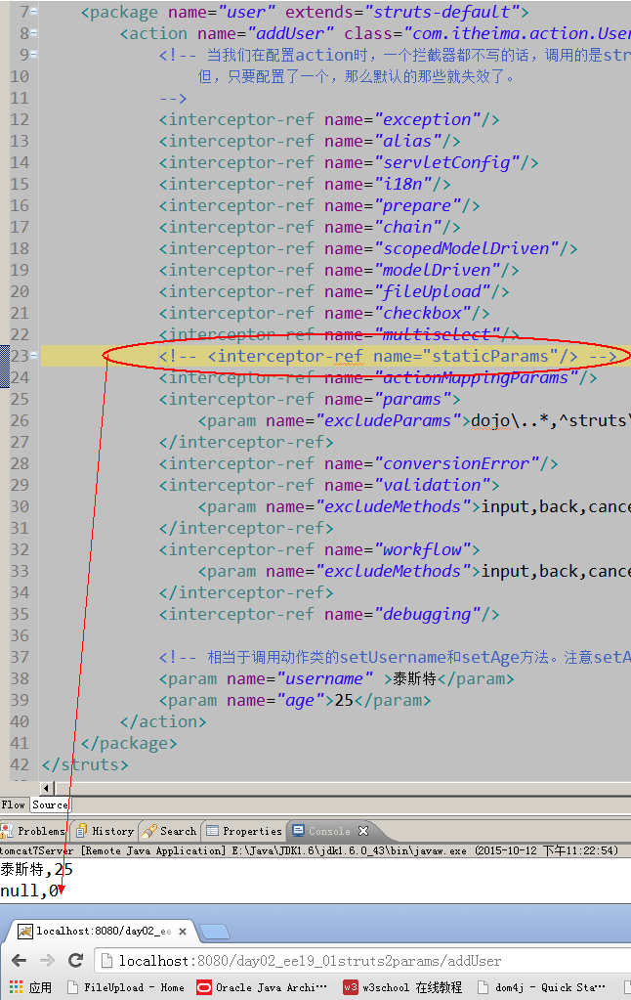 7 <package name="user" extends="struts-default">
8 <action name="addUser" class="com.itheima.action.User
9 <!-- 当我们在配置action时，一个拦截器都不写的话，调用的是str
10 但，只要配置了一个，那么默认的那些就失效了。
11 -->
12 <interceptor-ref name="exception"/>
13 <interceptor-ref name="alias"/>
14 <interceptor-ref name="servletConfig"/>
15 <interceptor-ref name="i18n"/>
16 <interceptor-ref name="prepare"/>
17 <interceptor-ref name="chain"/>
18 <interceptor-ref name="scopedModelDriven"/>
19 <interceptor-ref name="modelDriven"/>
20 <interceptor-ref name="fileUpload"/>
21 <interceptor-ref name="checkbox"/>
22 <interceptor-ref name="multiselect"/>
23 <!-- <interceptor-ref name="staticParams"/> -->
24 <interceptor-ref name="actionMappingParams"/>
25 <interceptor-ref name="params">
26 <param name="excludeParams">dojo\..*,^struts\
27 </interceptor-ref>
28 <interceptor-ref name="conversionError"/>
29 <interceptor-ref name="validation">
30 <param name="excludeMethods">input,back,cance
31 </interceptor-ref>
32 <interceptor-ref name="workflow">
33 <param name="excludeMethods">input,back,cance
34 </interceptor-ref>
35 <interceptor-ref name="debugging"/>
36
37 <!-- 相当于调用动作类的setUsername和setAge方法。注意setA
38 <param name="username" >泰斯特</param>
39 <param name="age">25</param>
40 </action>
41 </package>
42 </struts>
Flow Source
Problems History Search Properties Console
tomcat7Server [Remote Java Application] E:\Java\JDK1.6\jdk1.6.0_43\bin\javaw.exe (2015-10-12 下午11:22:54)
泰斯特,25
null,0
localhost:8080/day02_ee
localhost:8080/day02_ee19_01struts2params/addUser
应用 FileUpload - Home Oracle Java Archi… w3 w3school 在线教程 dom4j - Quick Sta…